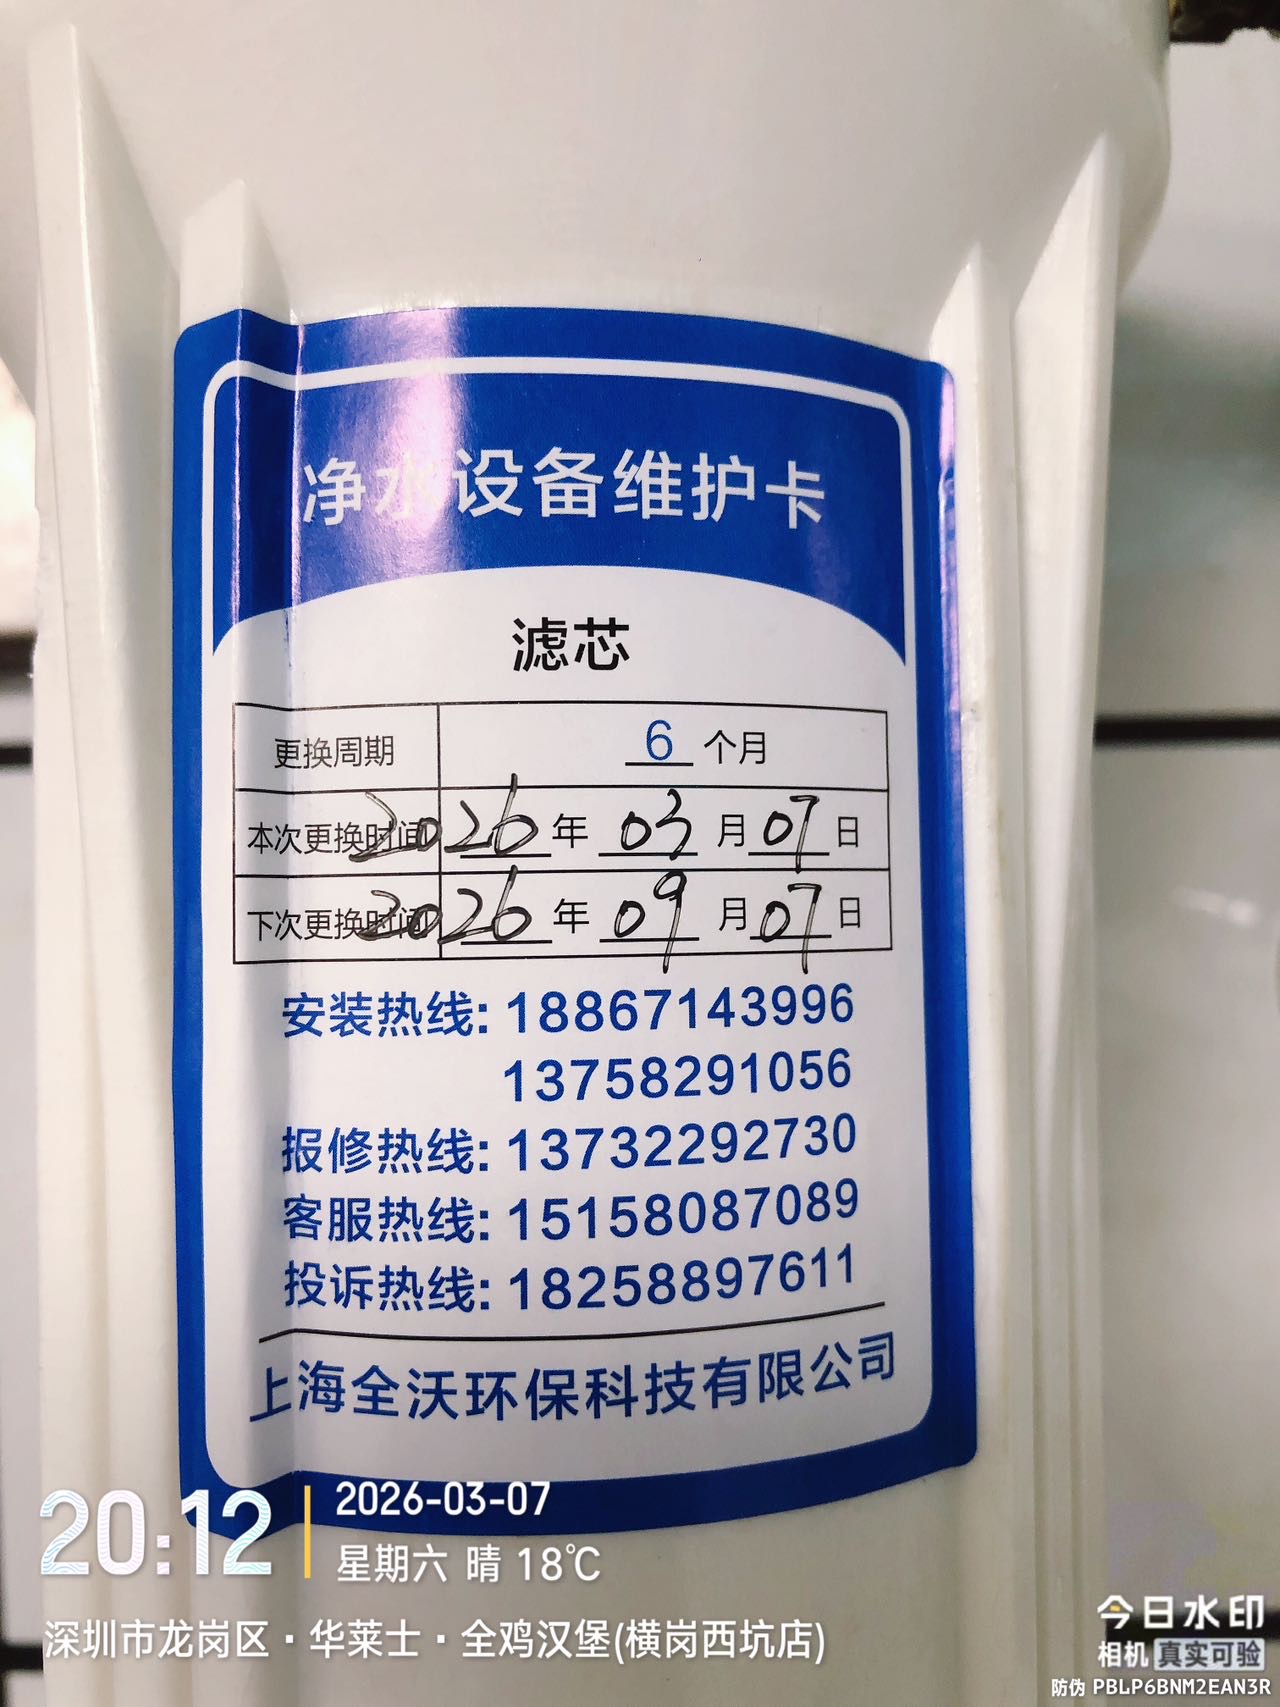 净水设备维护卡
滤芯
更换周期 6 个月
本次更换时间 2026 年 03 月 07 日
下次更换时间 2026 年 09 月 07 日
安装热线: 18867143996
13758291056
报修热线: 13732292730
客服热线: 15158087089
投诉热线: 18258897611
上海全沃环保科技有限公司
20:12
2026-03-07
星期六 晴 18℃
深圳市龙岗区·华莱士·全鸡汉堡(横岗西坑店)
今日水印
相机 真实可验
防伪 PBLP6BNM2EAN3R